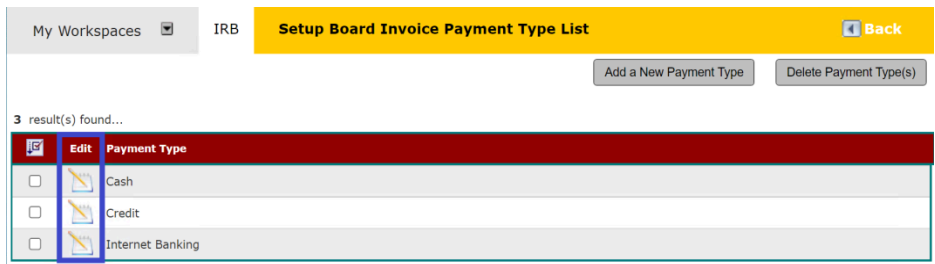 My Workspaces IRB Setup Board Invoice Payment Type List Back
Add a New Payment Type Delete Payment Type(s)
3 result(s) found...
Edit Payment Type
Cash
Credit
Internet Banking